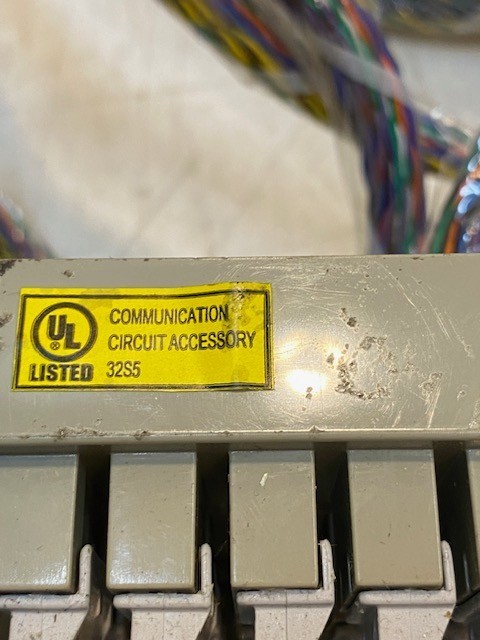 UL
®
COMMUNICATION
CIRCUIT ACCESSORY
LISTED 32S5